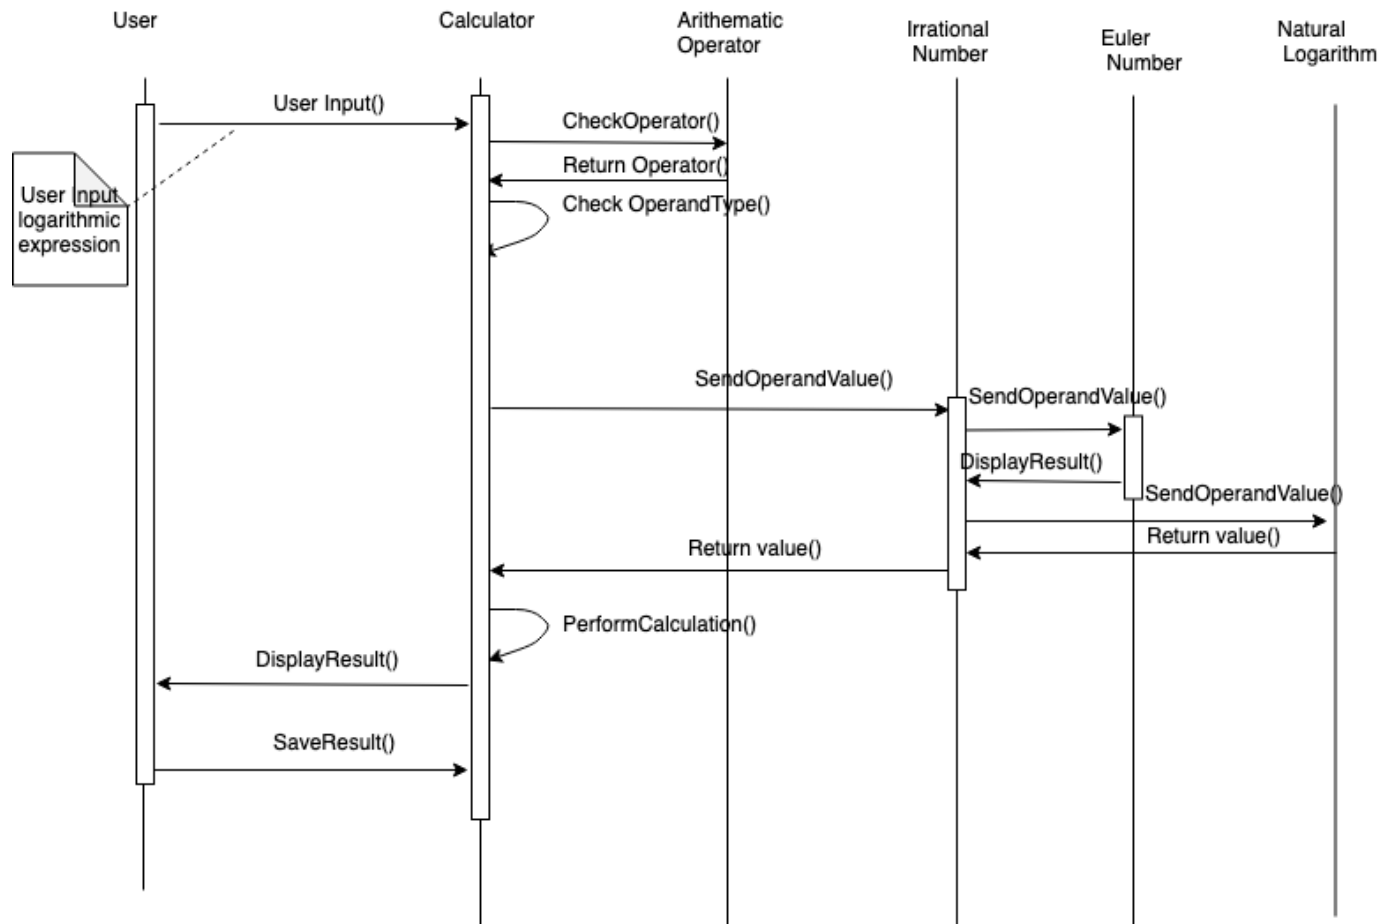 User
Calculator
Arithematic
Operator
Irrational
Number
Euler
Number
Natural
Logarithm
User Input()
CheckOperator()
Return Operator()
User Input
logarithmic
expression
Check OperandType()
SendOperandValue()
SendOperandValue()
DisplayResult()
SendOperandValue()
Return value()
Return value()
PerformCalculation()
DisplayResult()
SaveResult()